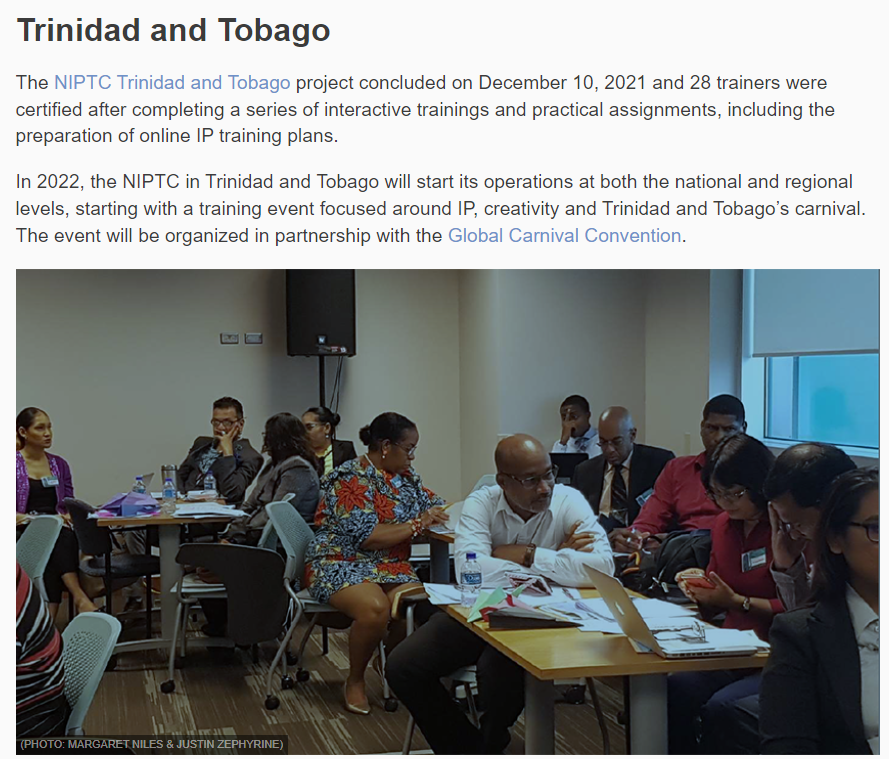 Trinidad and Tobago
The NIPTC Trinidad and Tobago project concluded on December 10, 2021 and 28 trainers were
certified after completing a series of interactive trainings and practical assignments, including the
preparation of online IP training plans.
In 2022, the NIPTC in Trinidad and Tobago will start its operations at both the national and regional
levels, starting with a training event focused around IP, creativity and Trinidad and Tobago’s carnival.
The event will be organized in partnership with the Global Carnival Convention.
(PHOTO: MARGARET NILES & JUSTIN ZEPHYRINE)